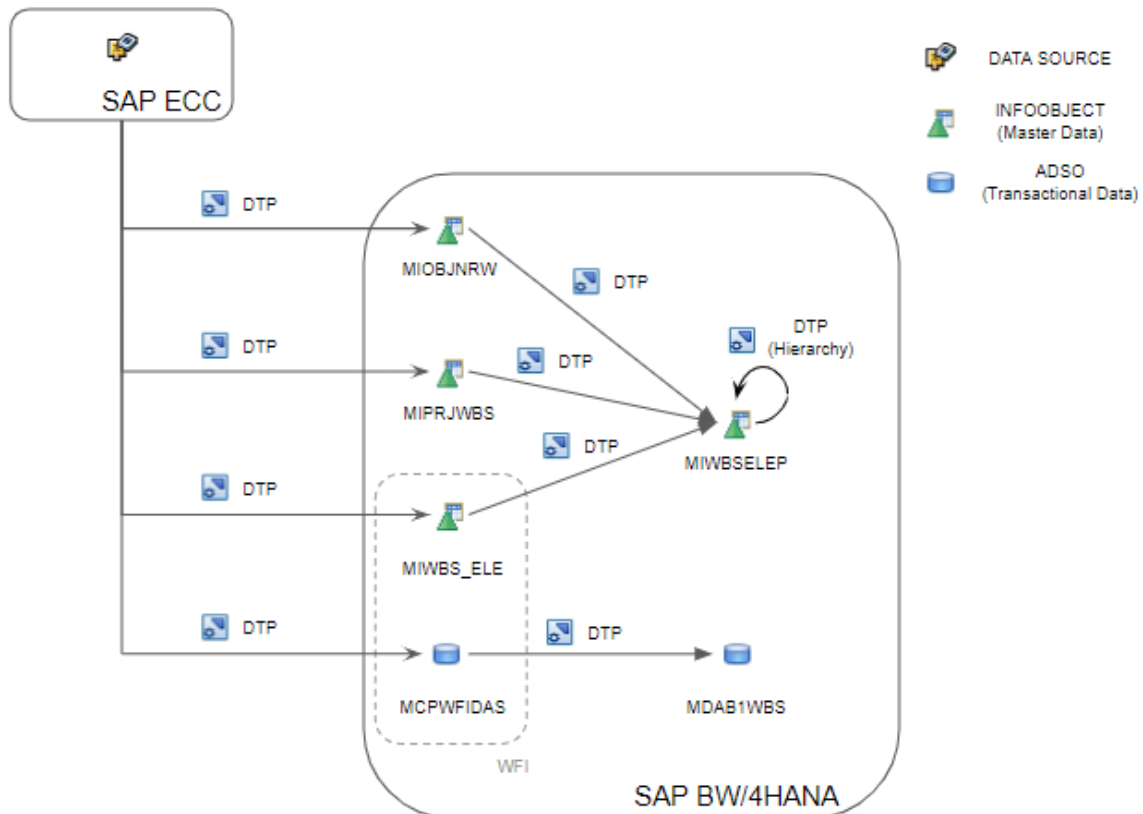 SAP ECC
DATA SOURCE
INFOOBJECT
(Master Data)
ADSO
(Transactional Data)
DTP
MIOBJNRW
DTP
DTP
(Hierarchy)
DTP
DTP
MIPRJWBS
DTP
MIWBSELEP
DTP
MIWBS_ELE
DTP
DTP
MCPWFIDAS
MDAB1WBS
WFI
SAP BW/4HANA